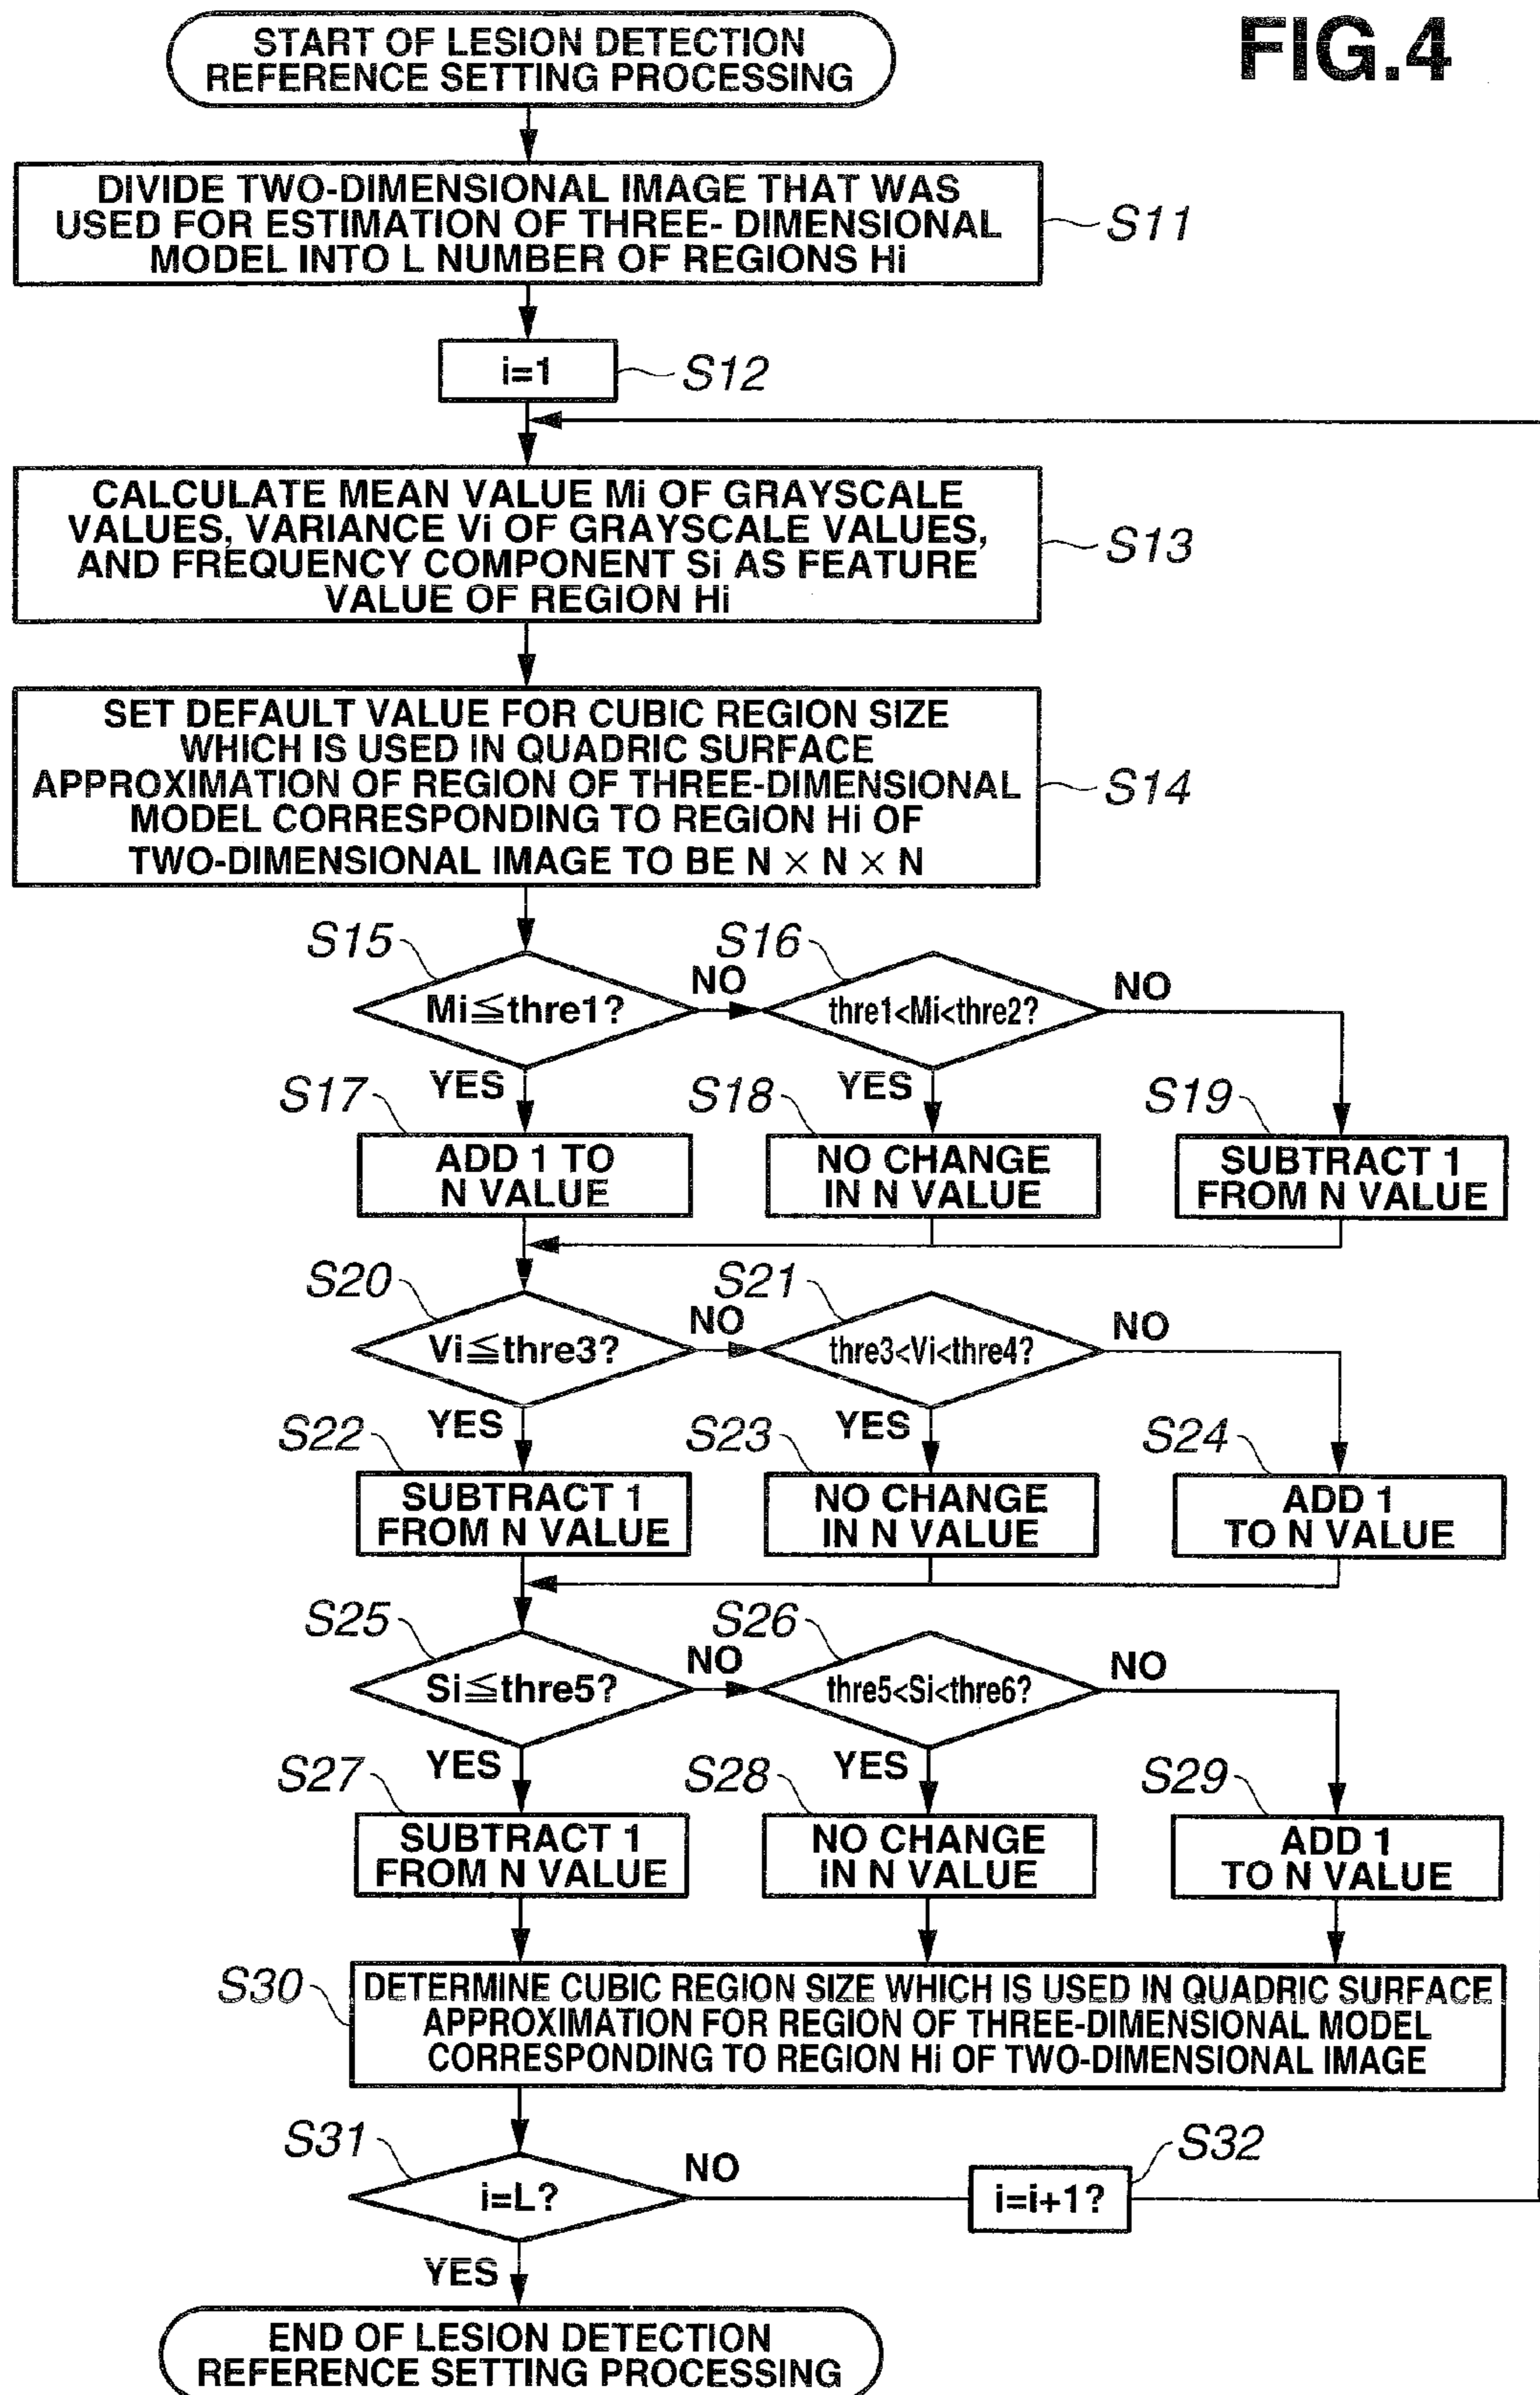 FIG.4
START OF LESION DETECTION
REFERENCE SETTING PROCESSING
DIVIDE TWO-DIMENSIONAL IMAGE THAT WAS
USED FOR ESTIMATION OF THREE- DIMENSIONAL
MODEL INTO L NUMBER OF REGIONS Hi
S11
i=1
S12
CALCULATE MEAN VALUE Mi OF GRAYSCALE
VALUES, VARIANCE Vi OF GRAYSCALE VALUES,
AND FREQUENCY COMPONENT Si AS FEATURE
VALUE OF REGION Hi
S13
SET DEFAULT VALUE FOR CUBIC REGION SIZE
WHICH IS USED IN QUADRIC SURFACE
APPROXIMATION OF REGION OF THREE-DIMENSIONAL
MODEL CORRESPONDING TO REGION Hi OF
TWO-DIMENSIONAL IMAGE TO BE N × N × N
S14
S15
Mi≦thre1?
NO
S16
thre1<Mi<thre2?
NO
YES
YES
S17
ADD 1 TO
N VALUE
S18
NO CHANGE
IN N VALUE
S19
SUBTRACT 1
FROM N VALUE
S20
Vi≦thre3?
NO
S21
thre3<Vi<thre4?
NO
YES
YES
S22
SUBTRACT 1
FROM N VALUE
S23
NO CHANGE
IN N VALUE
S24
ADD 1
TO N VALUE
S25
Si≦thre5?
NO
S26
thre5<Si<thre6?
NO
YES
YES
S27
SUBTRACT 1
FROM N VALUE
S28
NO CHANGE
IN N VALUE
S29
ADD 1
TO N VALUE
S30
DETERMINE CUBIC REGION SIZE WHICH IS USED IN QUADRIC SURFACE
APPROXIMATION FOR REGION OF THREE-DIMENSIONAL MODEL
CORRESPONDING TO REGION Hi OF TWO-DIMENSIONAL IMAGE
S31
i=L?
NO
S32
i=i+1?
YES
END OF LESION DETECTION
REFERENCE SETTING PROCESSING